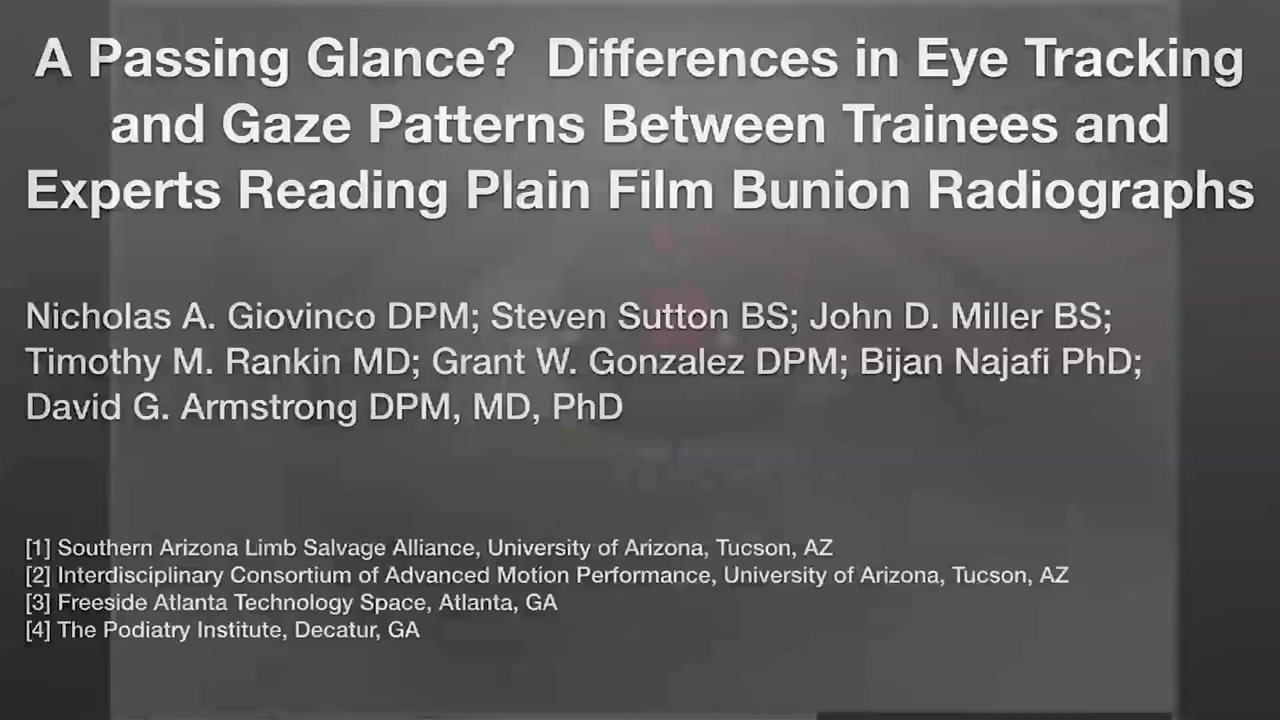 A Passing Glance?  Differences in Eye Tracking
and Gaze Patterns Between Trainees and
Experts Reading Plain Film Bunion Radiographs
Nicholas A. Giovinco DPM; Steven Sutton BS; John D. Miller BS;
Timothy M. Rankin MD; Grant W. Gonzalez DPM; Bijan Najafi PhD;
David G. Armstrong DPM, MD, PhD
[1] Southern Arizona Limb Salvage Alliance, University of Arizona, Tucson, AZ
[2] Interdisciplinary Consortium of Advanced Motion Performance, University of Arizona, Tucson, AZ
[3] Freeside Atlanta Technology Space, Atlanta, GA
[4] The Podiatry Institute, Decatur, GA